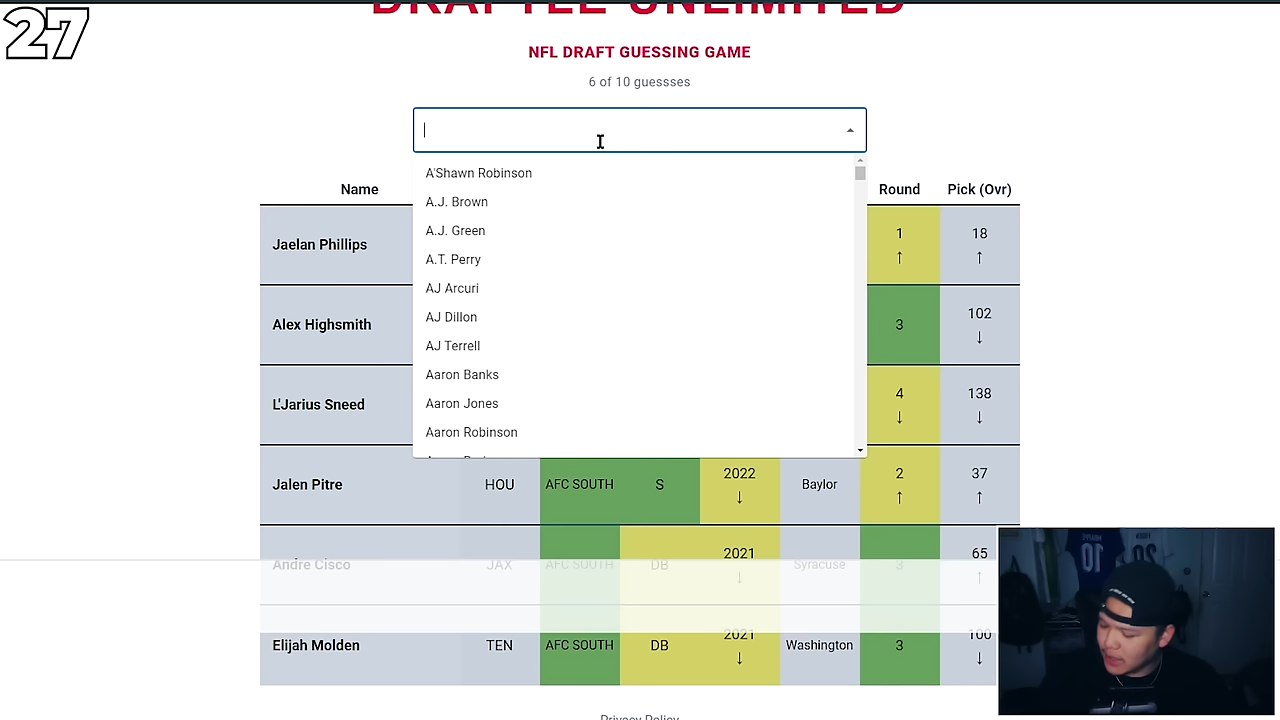 27
DRAFTLE UNLIMITED
NFL DRAFT GUESSING GAME
6 of 10 guessses
A'Shawn Robinson
A.J. Brown
A.J. Green
A.T. Perry
AJ Arcuri
AJ Dillon
AJ Terrell
Aaron Banks
Aaron Jones
Aaron Robinson
Name Round Pick (Ovr)
Jaelan Phillips 1 ↑ 18 ↑
Alex Highsmith 3 102 ↓
L'Jarius Sneed 4 ↓ 138 ↓
Jalen Pitre HOU AFC SOUTH S 2022 ↓ Baylor 2 ↑ 37 ↑
Andre Cisco JAX AFC SOUTH DB 2021 ↓ Syracuse 3 65 ↑
Elijah Molden TEN AFC SOUTH DB 2021 ↓ Washington 3 100 ↓
Privacy Policy
10